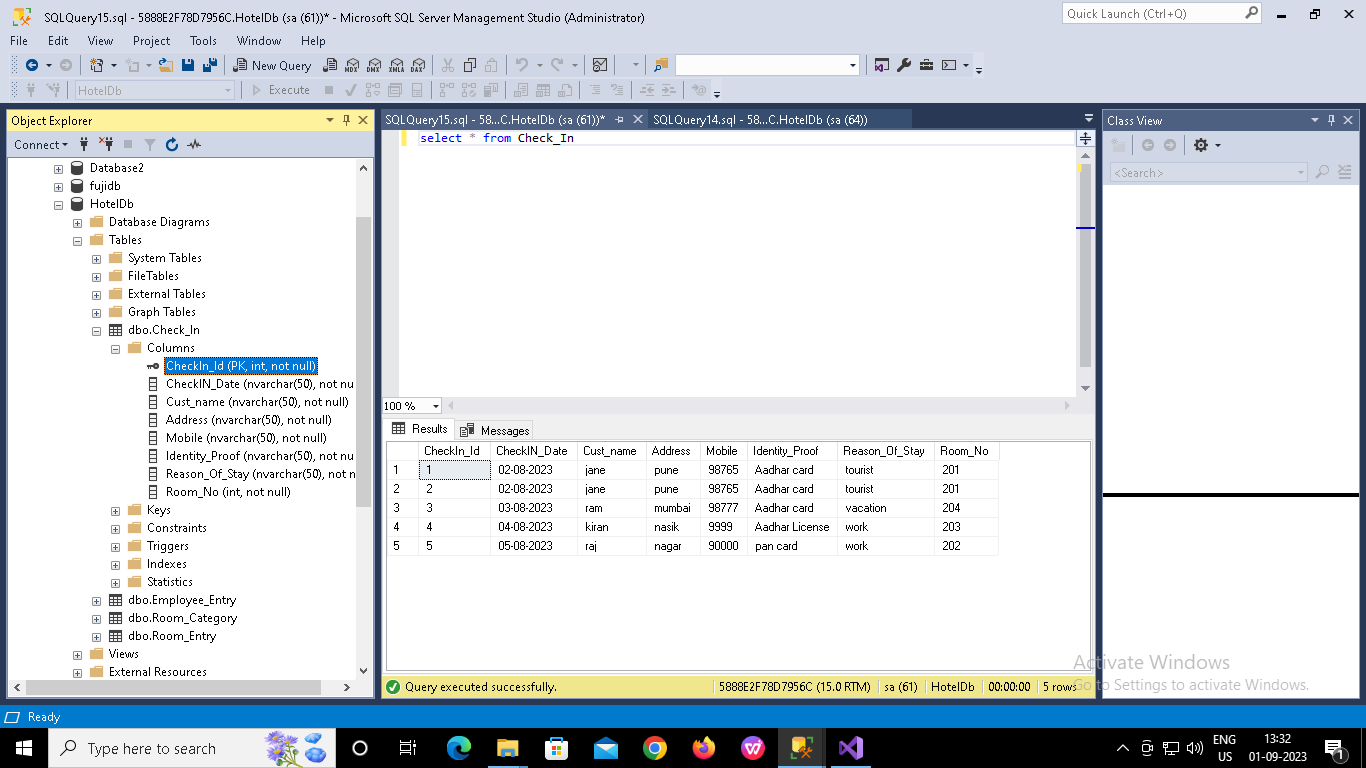 SQLQuery15.sql - 5888E2F78D7956C.HotelDb (sa (61))* - Microsoft SQL Server Management Studio (Administrator)
Quick Launch (Ctrl+Q)
File Edit View Project Tools Window Help
New Query
MDX DMX XMLA DAX
HotelDb
Execute
Object Explorer
Connect
Database2
fujidb
HotelDb
Database Diagrams
Tables
System Tables
FileTables
External Tables
Graph Tables
dbo.Check_In
Columns
CheckIn_Id (PK, int, not null)
CheckIN_Date (nvarchar(50), not nu
Cust_name (nvarchar(50), not null)
Address (nvarchar(50), not null)
Mobile (nvarchar(50), not null)
Identity_Proof (nvarchar(50), not nu
Reason_Of_Stay (nvarchar(50), not n
Room_No (int, not null)
Keys
Constraints
Triggers
Indexes
Statistics
dbo.Employee_Entry
dbo.Room_Category
dbo.Room_Entry
Views
External Resources
SQLQuery15.sql - 58...C.HotelDb (sa (61))* SQLQuery14.sql - 58...C.HotelDb (sa (64))
select * from Check_In
100 %
Results Messages
CheckIn_Id CheckIN_Date Cust_name Address Mobile Identity_Proof Reason_Of_Stay Room_No
1 1 02-08-2023 jane pune 98765 Aadhar card tourist 201
2 2 02-08-2023 jane pune 98765 Aadhar card tourist 201
3 3 03-08-2023 ram mumbai 98777 Aadhar card vacation 204
4 4 04-08-2023 kiran nasik 9999 Aadhar License work 203
5 5 05-08-2023 raj nagar 90000 pan card work 202
Query executed successfully. 5888E2F78D7956C (15.0 RTM) sa (61) HotelDb 00:00:00 5 rows
Class View
<Search>
Activate Windows
Go to Settings to activate Windows.
Ready
Type here to search
ENG
US
13:32
01-09-2023
1